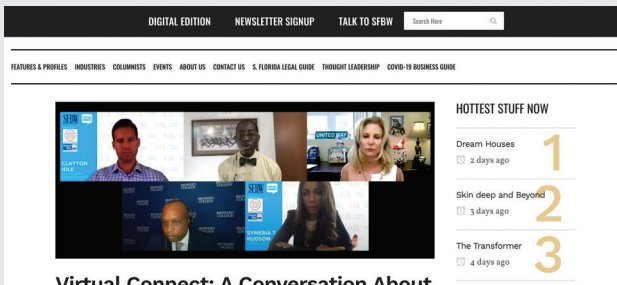 DIGITAL EDITION NEWSLETTER SIGNUP TALK TO SFBW Search Here
FEATURES & PROFILES INDUSTRIES COLUMNISTS EVENTS ABOUT US CONTACT US S. FLORIDA LEGAL GUIDE THOUGHT LEADERSHIP COVID-19 BUSINESS GUIDE
SFBW
CLAYTON
IDLE
UNITED WAY
BROWARD
COLLEGE
SFBW
SYMERIA T
HUDSON
Virtual Connect: A Conversation About
HOTTEST STUFF NOW
Dream Houses
2 days ago
1
Skin deep and Beyond
3 days ago
2
The Transformer
4 days ago
3